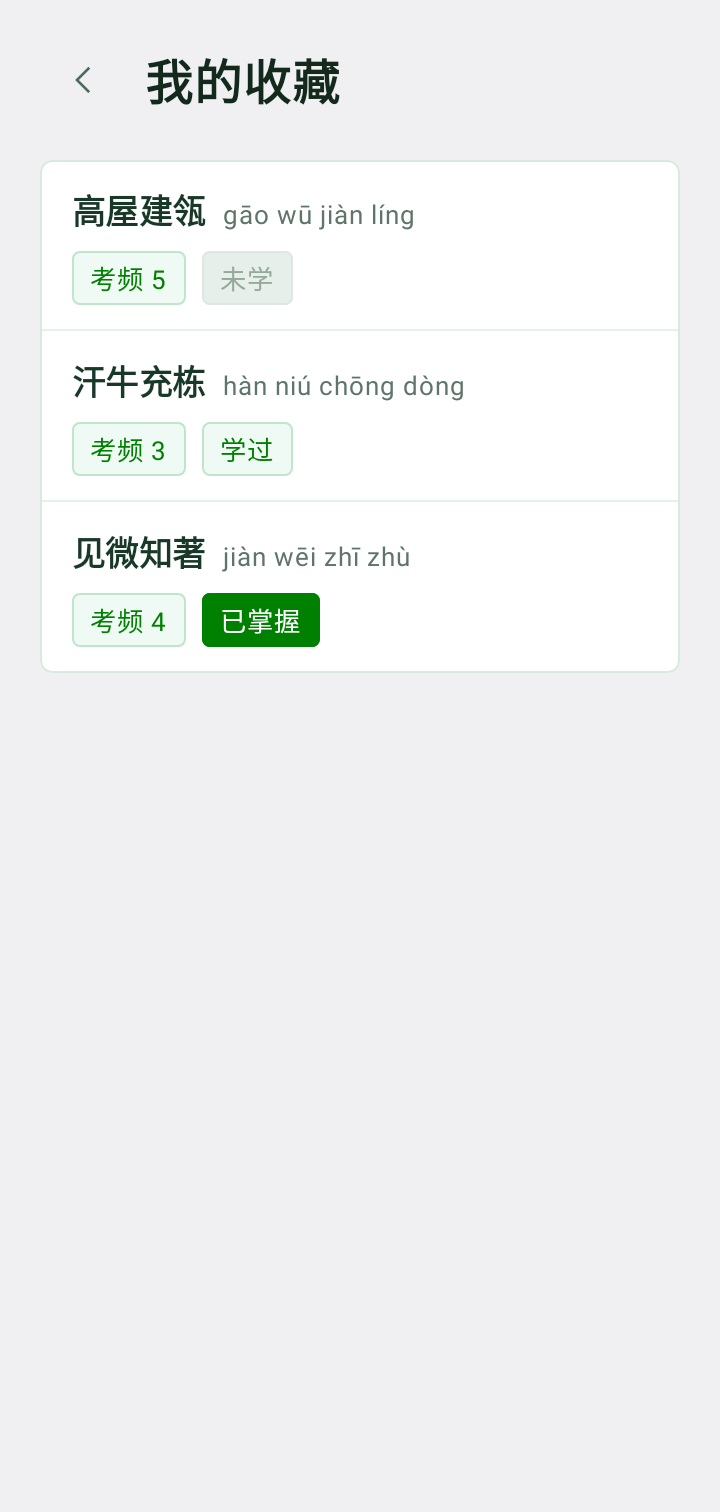 我的收藏
高屋建瓴 gāo wū jiàn líng
考频 5 未学
汗牛充栋 hàn niú chōng dòng
考频 3 学过
见微知著 jiàn wēi zhī zhù
考频 4 已掌握